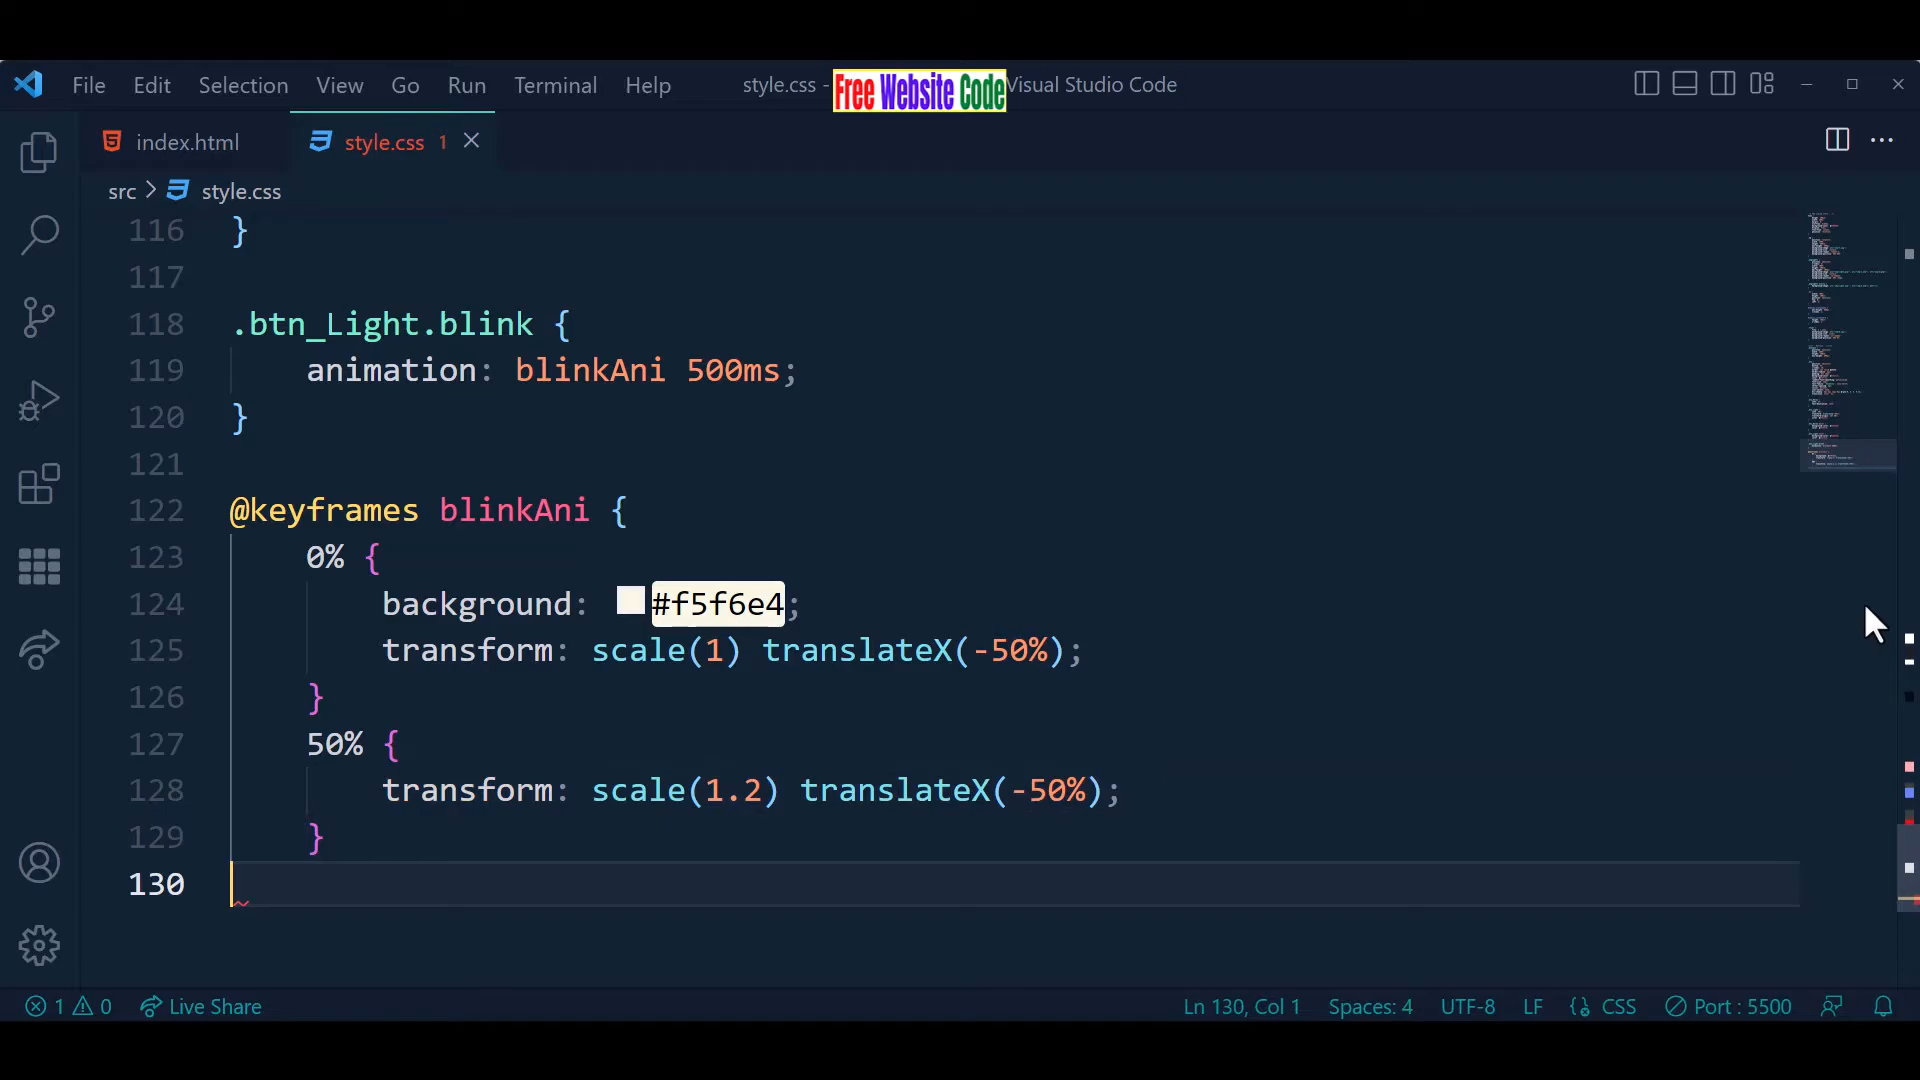 File Edit Selection View Go Run Terminal Help style.css - Free Website Code Visual Studio Code
index.html style.css 1
src > style.css
116 }
117
118 .btn_Light.blink {
119 animation: blinkAni 500ms;
120 }
121
122 @keyframes blinkAni {
123 0% {
124 background: #f5f6e4;
125 transform: scale(1) translateX(-50%);
126 }
127 50% {
128 transform: scale(1.2) translateX(-50%);
129 }
130
1 0 Live Share Ln 130, Col 1 Spaces: 4 UTF-8 LF {} CSS Port : 5500